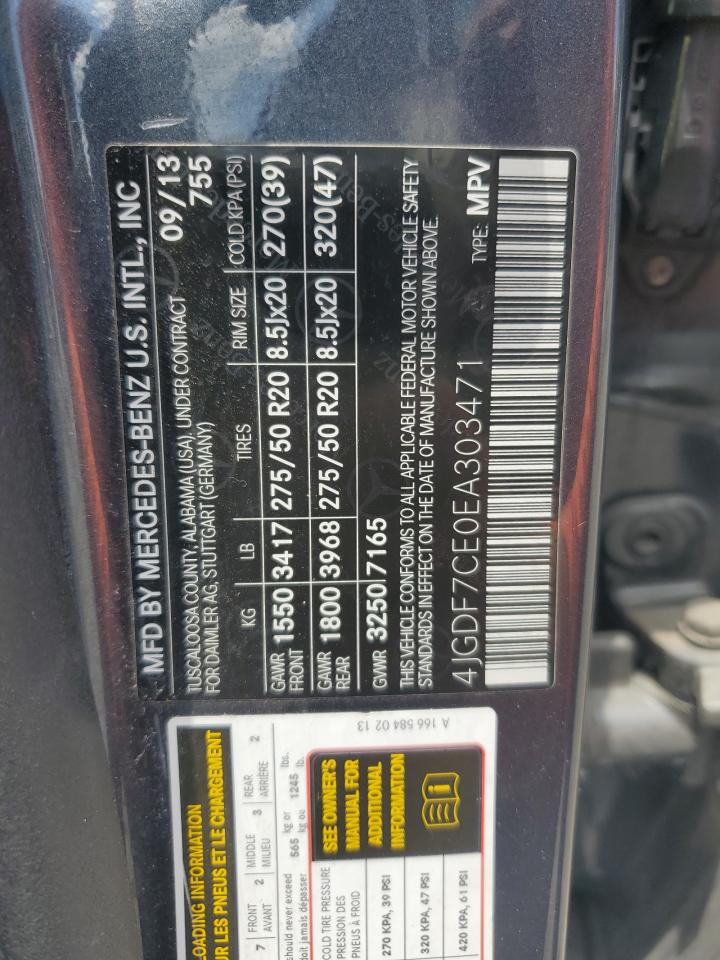 MFD BY MERCEDES-BENZ U.S. INTL., INC
TUSCALOOSA COUNTY, ALABAMA (USA), UNDER CONTRACT 09/13
FOR DAIMLER AG, STUTTGART (GERMANY) 755
KG LB TIRES RIM SIZE COLD KPA(PSI)
GAWR FRONT 1550 3417 275/50 R20 8.5Jx20 270(39)
GAWR REAR 1800 3968 275/50 R20 8.5Jx20 320(47)
GVWR 3250 7165
THIS VEHICLE CONFORMS TO ALL APPLICABLE FEDERAL MOTOR VEHICLE SAFETY
STANDARDS IN EFFECT ON THE DATE OF MANUFACTURE SHOWN ABOVE.
4JGDF7CE0EA303471 TYPE: MPV
A 166 584 02 13
LOADING INFORMATION
UR LES PNEUS ET LE CHARGEMENT
7 FRONT AVANT 2 MIDDLE MILIEU 3 REAR ARRIÈRE 2
should never exceed 565 kg or 1245 lbs.
doit jamais dépasser kg ou lb.
COLD TIRE PRESSURE
PRESSION DES
PNEUS À FROID
SEE OWNER'S
MANUAL FOR
ADDITIONAL
INFORMATION
270 KPA, 39 PSI
320 KPA, 47 PSI
420 KPA, 61 PSI